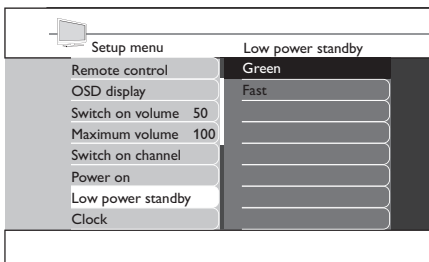 Setup menu
Low power standby
Remote control
Green
OSD display
Fast
Switch on volume 50
Maximum volume 100
Switch on channel
Power on
Low power standby
Clock